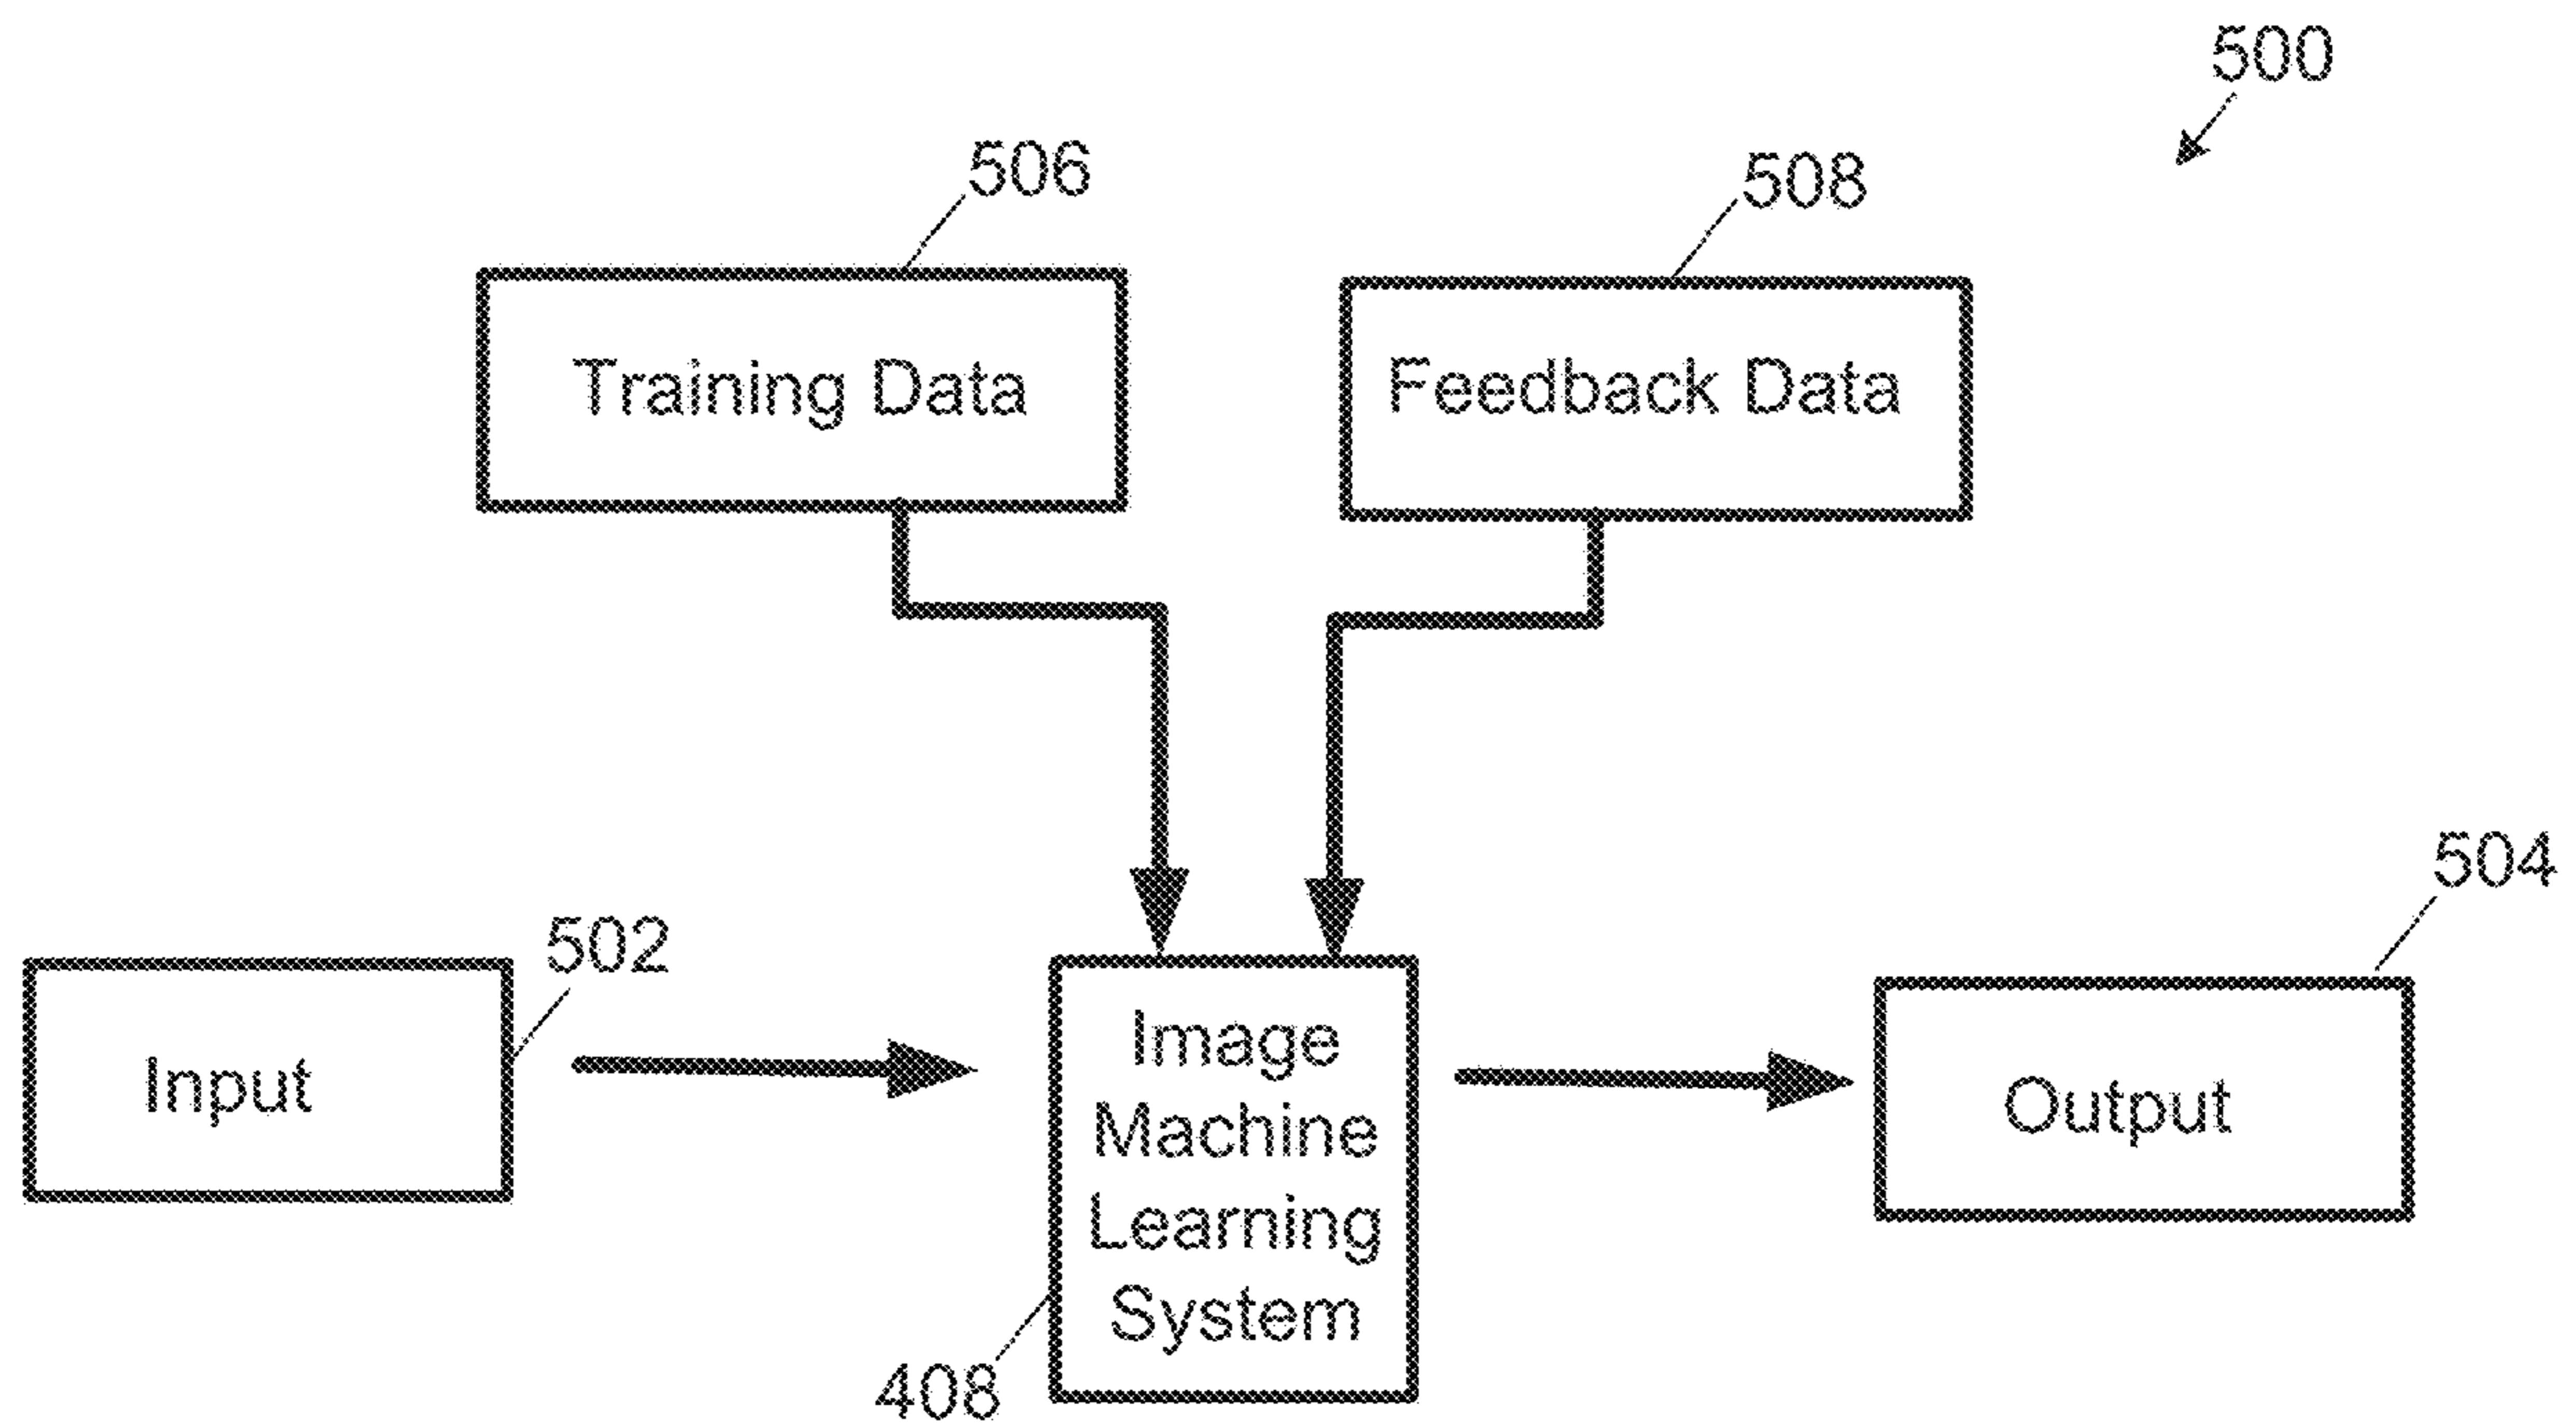 500
506
508
Training Data
Feedback Data
504
502
Input
Image
Machine
Learning
System
Output
408